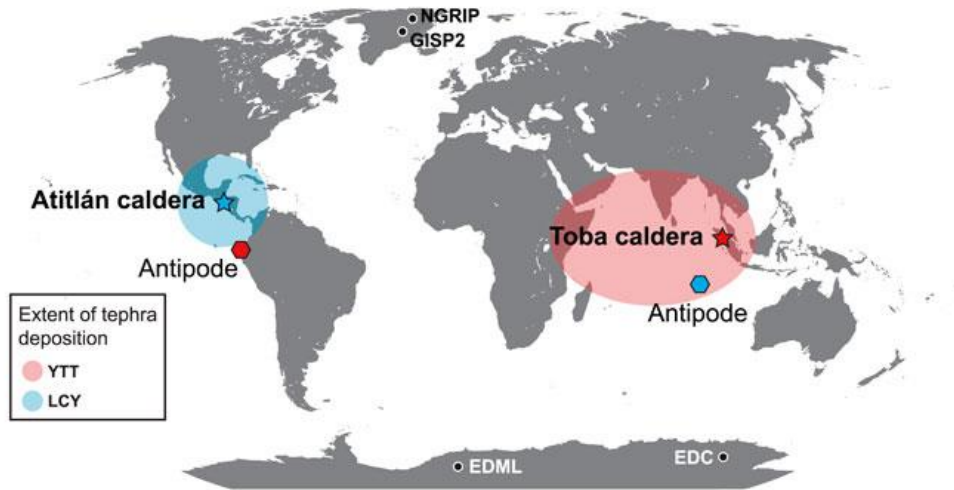 NGRIP
GISP2
Atitlán caldera
Toba caldera
Antipode
Antipode
Extent of tephra
deposition
YTT
LCY
EDML
EDC